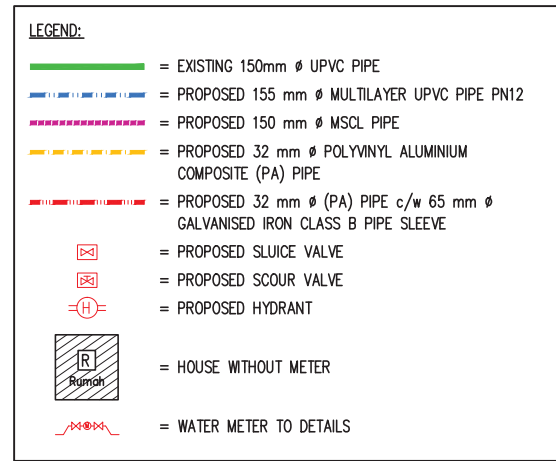 LEGEND:
= EXISTING 150mm ø UPVC PIPE
= PROPOSED 155 mm ø MULTILAYER UPVC PIPE PN12
= PROPOSED 150 mm ø MSCL PIPE
= PROPOSED 32 mm ø POLYVINYL ALUMINIUM
COMPOSITE (PA) PIPE
= PROPOSED 32 mm ø (PA) PIPE c/w 65 mm ø
GALVANISED IRON CLASS B PIPE SLEEVE
= PROPOSED SLUICE VALVE
= PROPOSED SCOUR VALVE
H = PROPOSED HYDRANT
R
Rumah
= HOUSE WITHOUT METER
= WATER METER TO DETAILS